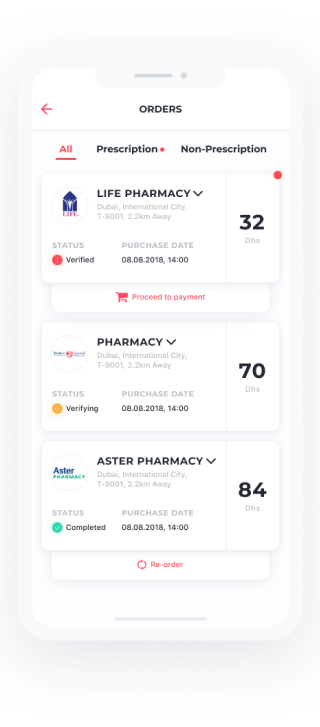 ORDERS
All Prescription Non-Prescription
LIFE PHARMACY
Dubai, International City,
T-9001, 2.2km Away
32
Dhs
STATUS PURCHASE DATE
Verified 08.08.2018, 14:00
LIFE
Proceed to payment
PHARMACY
Dubai, International City,
T-9001, 2.2km Away
70
Dhs
STATUS PURCHASE DATE
Verifying 08.08.2018, 14:00
ASTER PHARMACY
Dubai, International City,
T-9001, 2.2km Away
Aster
PHARMACY
84
Dhs
STATUS PURCHASE DATE
Completed 08.08.2018, 14:00
Re-order